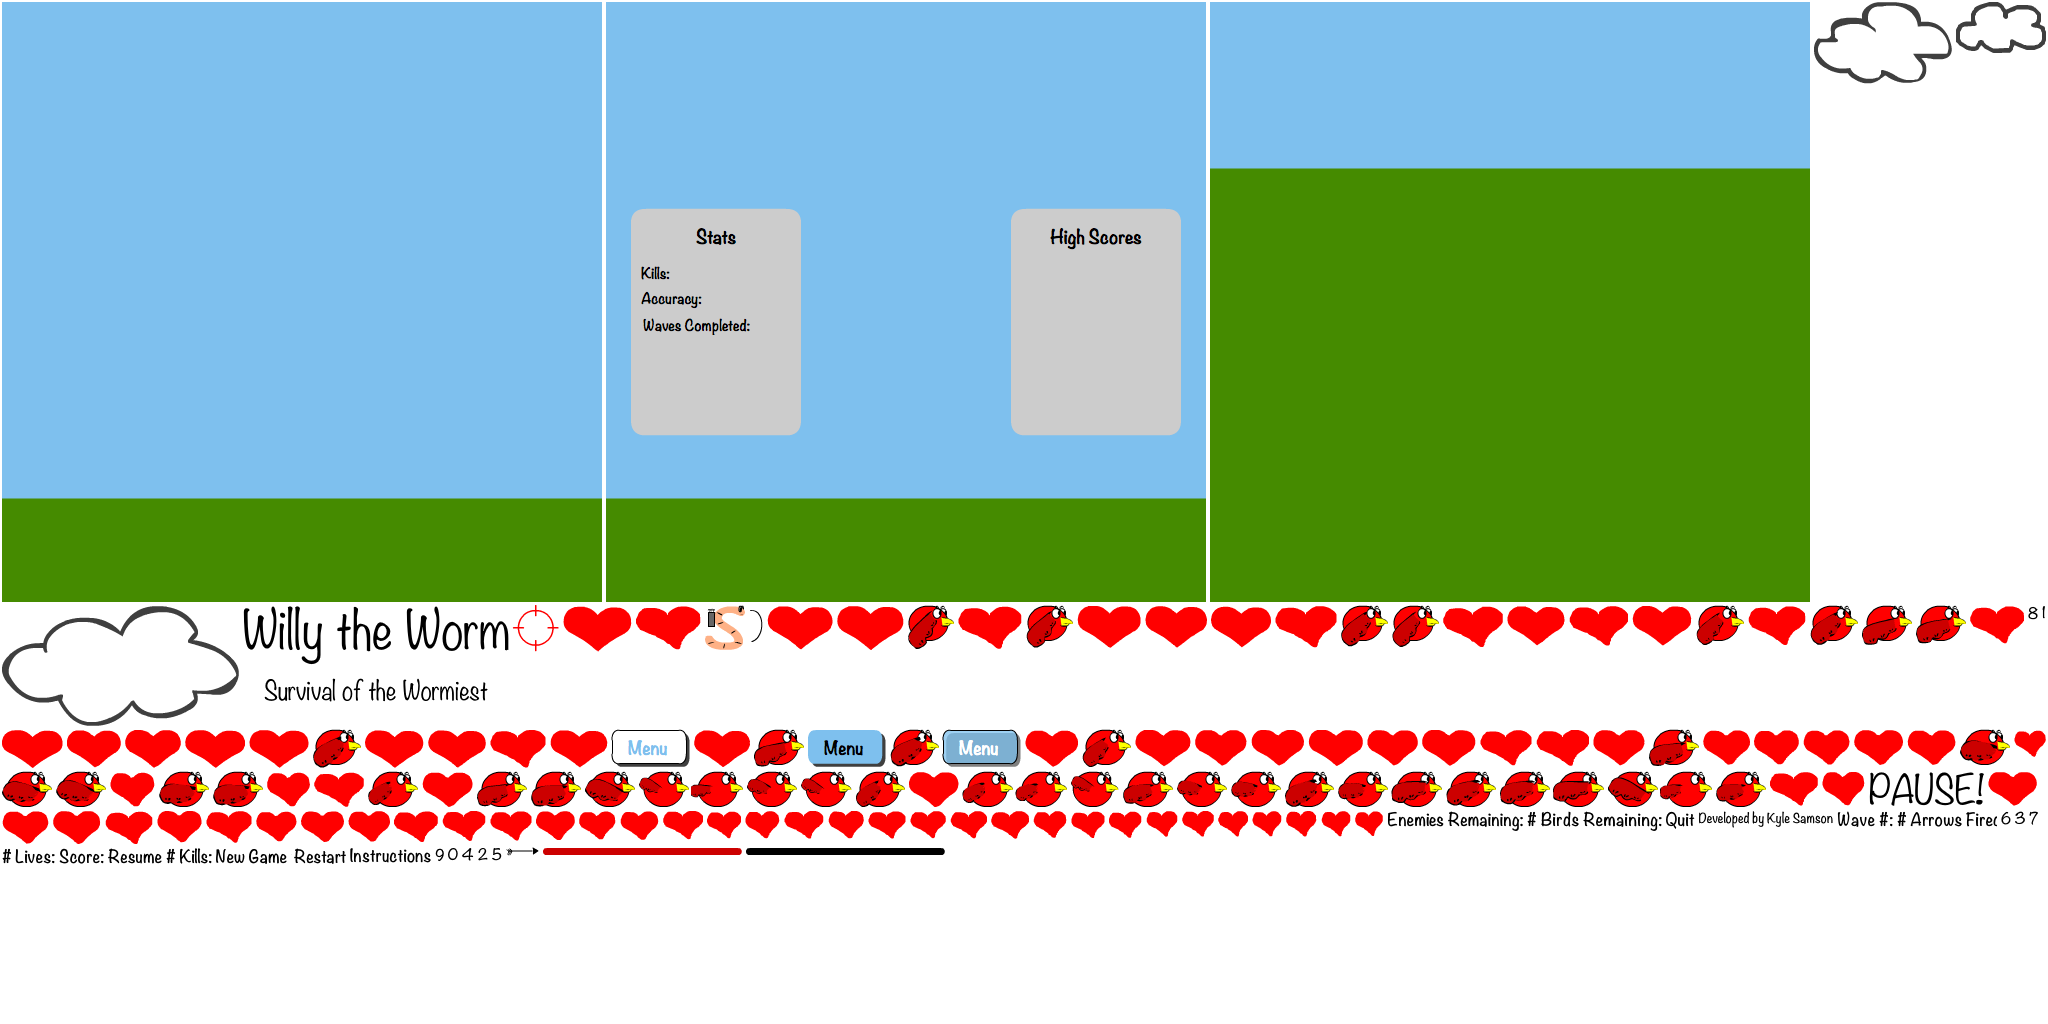 Stats
Kills:
Accuracy:
Waves Completed:
High Scores
Willy the Worm
81
Survival of the Wormiest
Menu
Menu
Menu
PAUSE!
Enemies Remaining: # Birds Remaining: Quit Developed by Kyle Samson Wave #: # Arrows Fired 6 3 7
# Lives: Score: Resume # Kills: New Game Restart Instructions 9 0 4 2 5